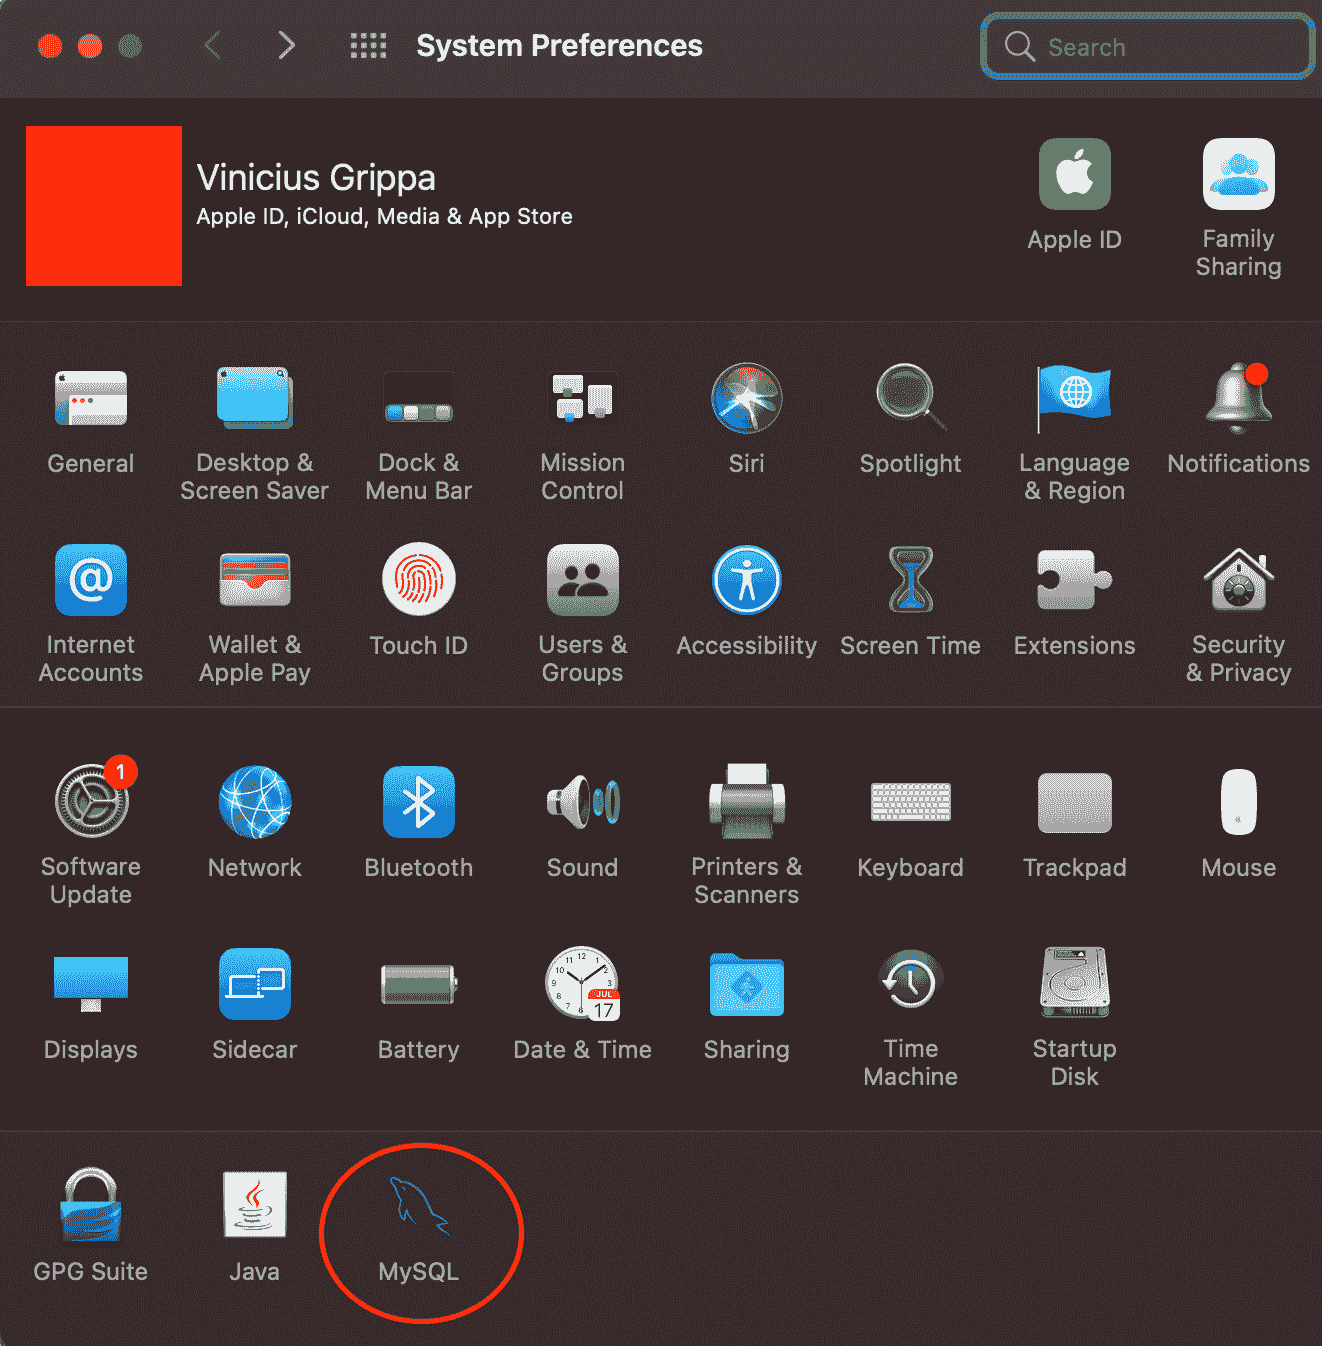 System Preferences
Search
Vinicius Grippa
Apple ID, iCloud, Media & App Store
Apple ID
Family
Sharing
General
Desktop &
Screen Saver
Dock &
Menu Bar
Mission
Control
Siri
Spotlight
Language
& Region
Notifications
Internet
Accounts
Wallet &
Apple Pay
Touch ID
Users &
Groups
Accessibility
Screen Time
Extensions
Security
& Privacy
1
Software
Update
Network
Bluetooth
Sound
Printers &
Scanners
Keyboard
Trackpad
Mouse
Displays
Sidecar
Battery
JUL
17
Date & Time
Sharing
Time
Machine
Startup
Disk
GPG Suite
Java
MySQL